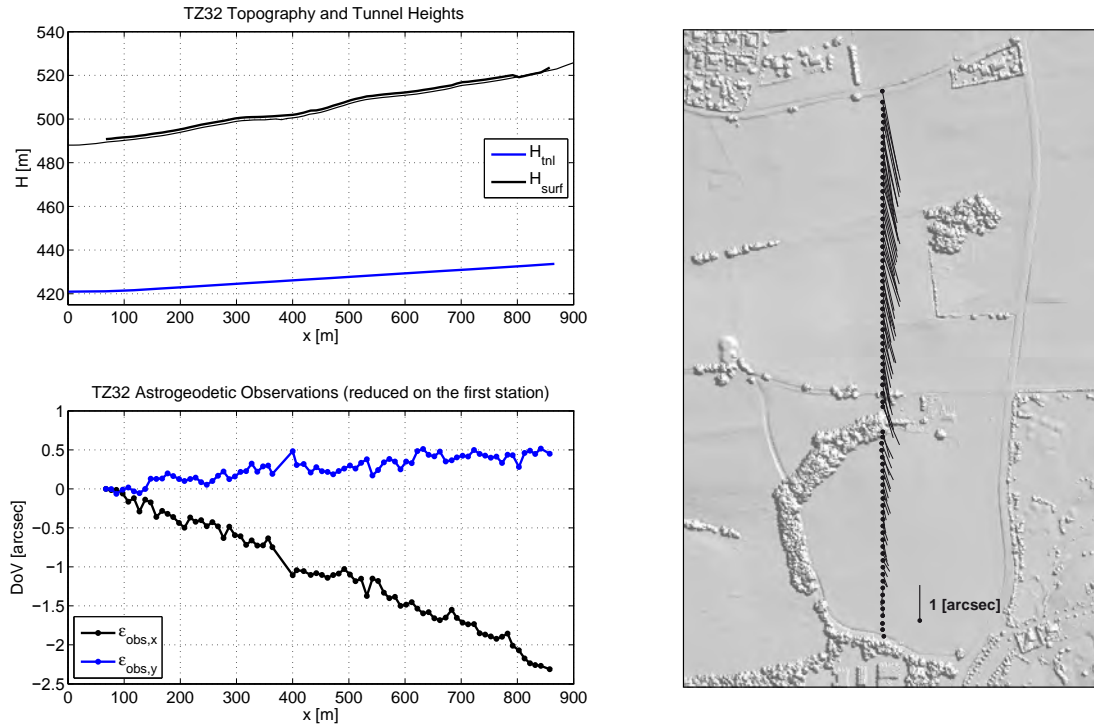 TZ32 Topography and Tunnel Heights
540
520
500
480
460
440
420
H [m]
H_tnl
H_surf
0 100 200 300 400 500 600 700 800 900
x [m]
TZ32 Astrogeodetic Observations (reduced on the first station)
1
0.5
0
−0.5
−1
−1.5
−2
−2.5
DoV [arcsec]
ε_obs,x
ε_obs,y
0 100 200 300 400 500 600 700 800 900
x [m]
1 [arcsec]